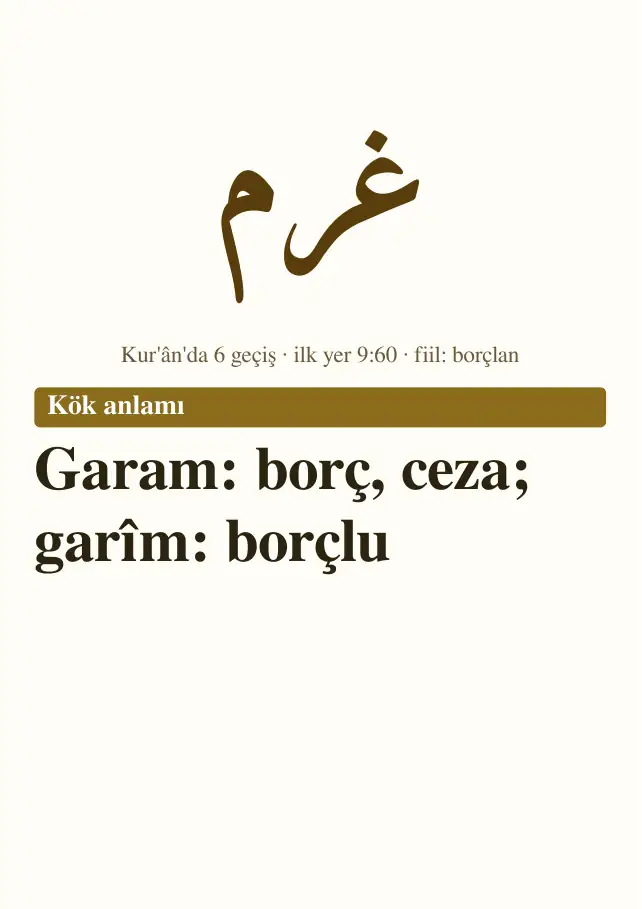 غرم
Kur'ân'da 6 geçiş · ilk yer 9:60 · fiil: borçlan
Kök anlamı
Garam: borç, ceza;
garîm: borçlu